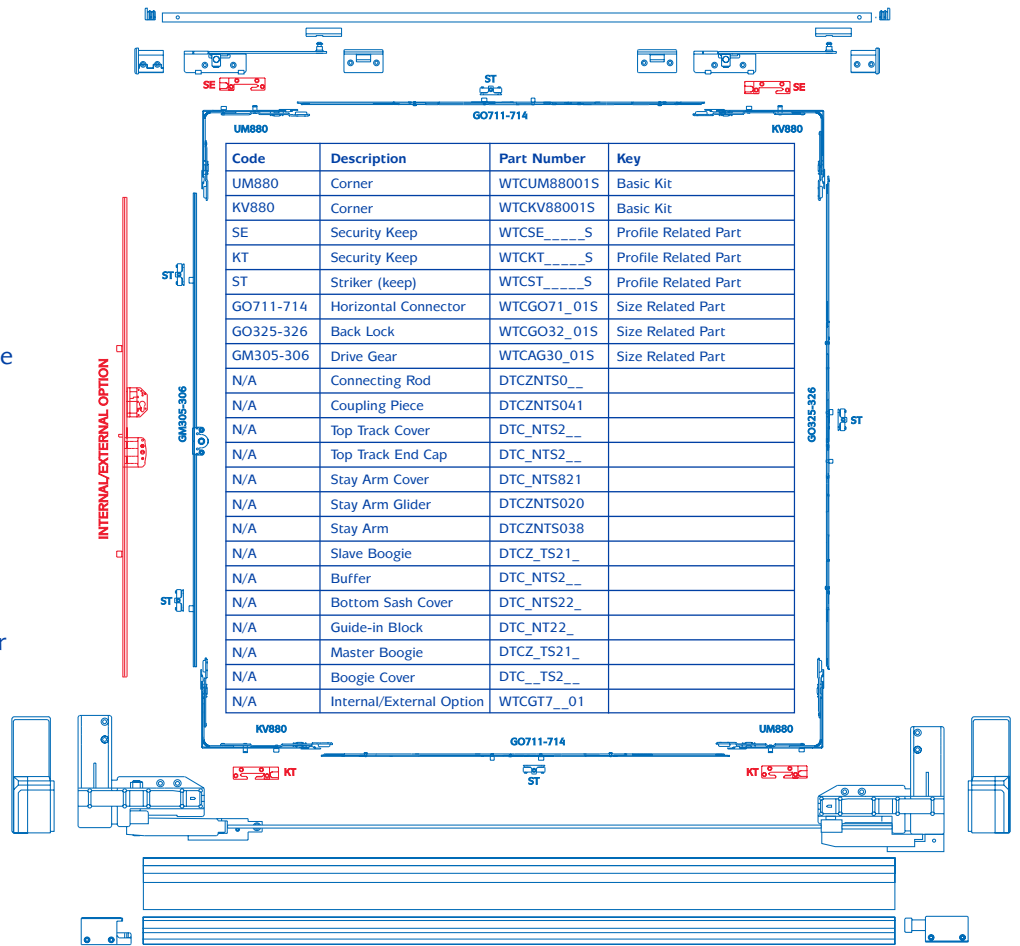 SE
ST
SE
GO711-714
UM880
KV880
Code Description Part Number Key
UM880 Corner WTCUM88001S Basic Kit
KV880 Corner WTCKV88001S Basic Kit
SE Security Keep WTCSE_____S Profile Related Part
KT Security Keep WTCKT_____S Profile Related Part
ST Striker (keep) WTCST_____S Profile Related Part
GO711-714 Horizontal Connector WTCGO71_01S Size Related Part
GO325-326 Back Lock WTCGO32_01S Size Related Part
GM305-306 Drive Gear WTCAG30_01S Size Related Part
N/A Connecting Rod DTCZNTS0__
N/A Coupling Piece DTCZNTS041
N/A Top Track Cover DTC_NTS2__
N/A Top Track End Cap DTC_NTS2__
N/A Stay Arm Cover DTC_NTS821
N/A Stay Arm Glider DTCZNTS020
N/A Stay Arm DTCZNTS038
N/A Slave Boogie DTCZ_TS21_
N/A Buffer DTC_NTS2__
N/A Bottom Sash Cover DTC_NTS22_
N/A Guide-in Block DTC_NT22_
N/A Master Boogie DTCZ_TS21_
N/A Boogie Cover DTC__TS2__
N/A Internal/External Option WTCGT7__01
ST
e
INTERNAL/EXTERNAL OPTION
GM305-306
GO325-326
ST
ST
r
KV880
GO711-714
UM880
KT
ST
KT